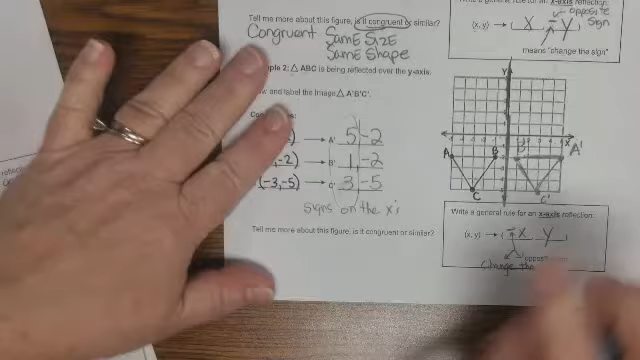 Write a general rule for an x-axis reflection:
Tell me more about this figure, is it congruent or similar?
Congruent Same Size
Same Shape
(x, y) → ( X , - Y )
opposite
Sign
means "change the sign"
ple 2: △ ABC is being reflected over the y-axis.
w and label the Image △ A'B'C'.
→ A' 5, -2
, -2) → B' 1, -2
(-3, -5) → C' 3, -5
signs on the x's
Y
X
A B B' A'
C C'
Write a general rule for an x-axis reflection:
(x, y) → ( - X , Y )
Change the
Tell me more about this figure, is it congruent or similar?